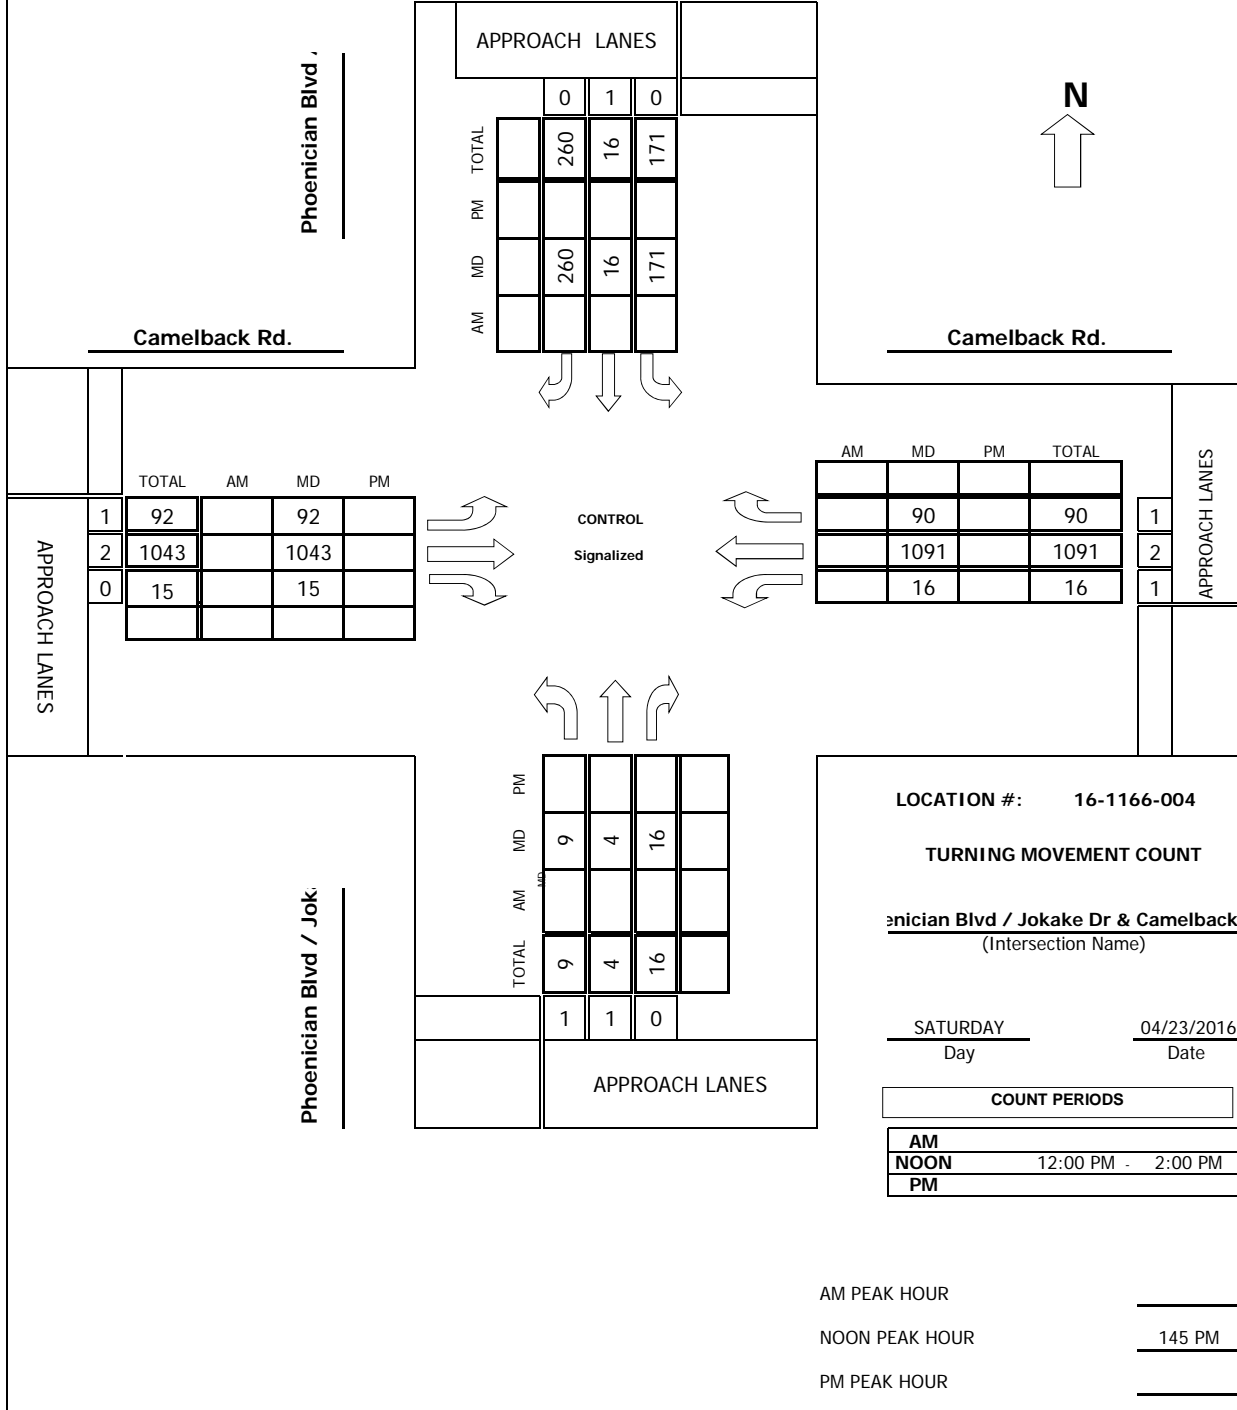 APPROACH LANES
0 1 0
Phoenician Blvd
N
TOTAL 260 16 171
PM
MD 260 16 171
AM
Camelback Rd.
Camelback Rd.
AM MD PM TOTAL
TOTAL AM MD PM
1 92 92
CONTROL
90 90 1
2 1043 1043
Signalized
1091 1091 2
0 15 15
16 16 1
APPROACH LANES
APPROACH LANES
PM
MD 9 4 16
AM
MD
TOTAL 9 4 16
1 1 0
APPROACH LANES
Phoenician Blvd / Jok
LOCATION #: 16-1166-004
TURNING MOVEMENT COUNT
enician Blvd / Jokake Dr & Camelback
(Intersection Name)
SATURDAY 04/23/2016
Day Date
COUNT PERIODS
AM
NOON 12:00 PM - 2:00 PM
PM
AM PEAK HOUR
NOON PEAK HOUR 145 PM
PM PEAK HOUR